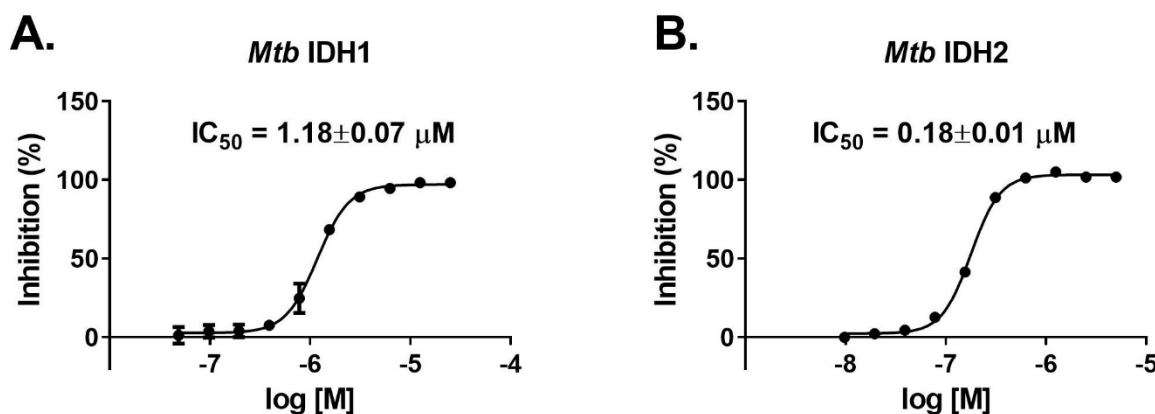 A.
Mtb IDH1
150
IC50 = 1.18±0.07 μM
100
50
0
Inhibition (%)
-7
-6
-5
-4
log [M]
B.
Mtb IDH2
150
IC50 = 0.18±0.01 μM
100
50
0
Inhibition (%)
-8
-7
-6
-5
log [M]